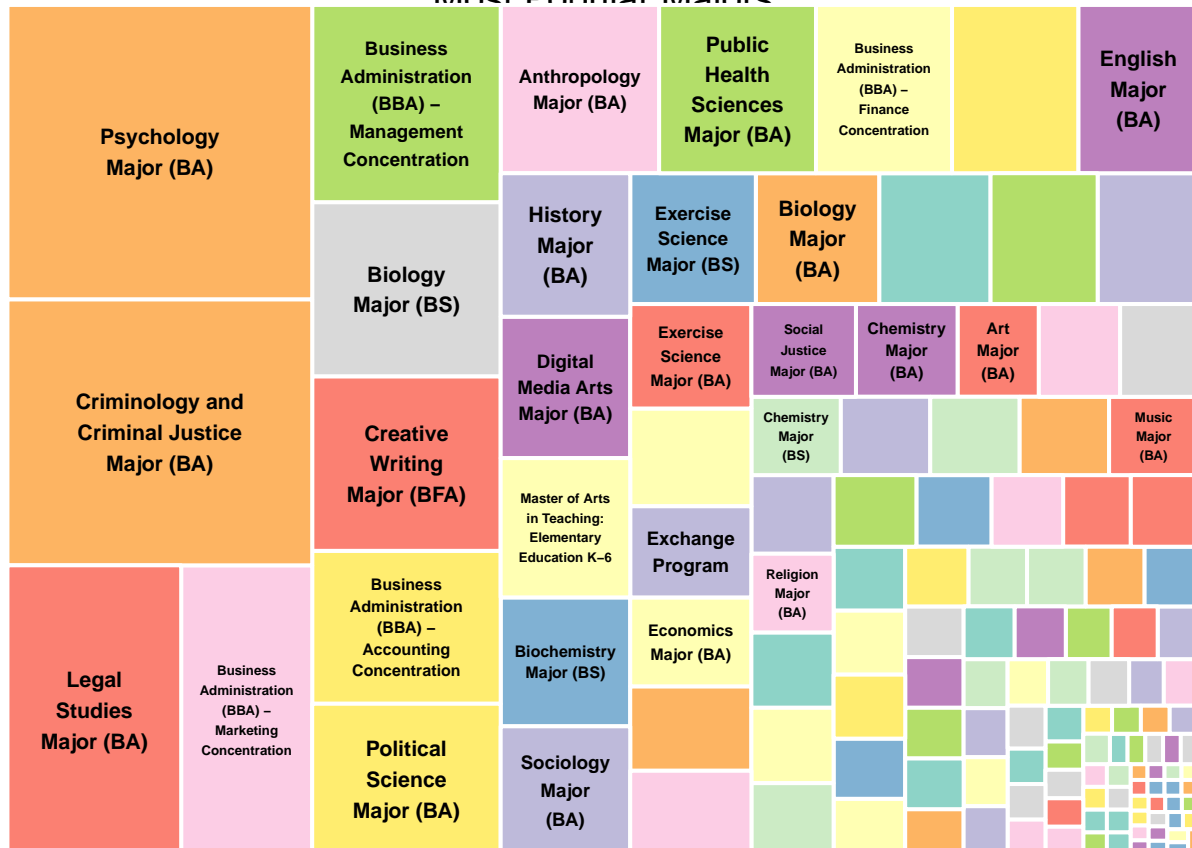 Most Popular Majors
Psychology
Major (BA)
Criminology and
Criminal Justice
Major (BA)
Legal
Studies
Major (BA)
Business
Administration
(BBA) –
Marketing
Concentration
Business
Administration
(BBA) –
Management
Concentration
Biology
Major (BS)
Creative
Writing
Major (BFA)
Business
Administration
(BBA) –
Accounting
Concentration
Political
Science
Major (BA)
Anthropology
Major (BA)
Public
Health
Sciences
Major (BA)
Business
Administration
(BBA) –
Finance
Concentration
English
Major
(BA)
History
Major
(BA)
Exercise
Science
Major (BS)
Biology
Major
(BA)
Digital
Media Arts
Major (BA)
Exercise
Science
Major (BA)
Social
Justice
Major (BA)
Chemistry
Major
(BA)
Art
Major
(BA)
Chemistry
Major
(BS)
Music
Major
(BA)
Master of Arts
in Teaching:
Elementary
Education K–6
Exchange
Program
Religion
Major
(BA)
Biochemistry
Major (BS)
Economics
Major (BA)
Sociology
Major
(BA)